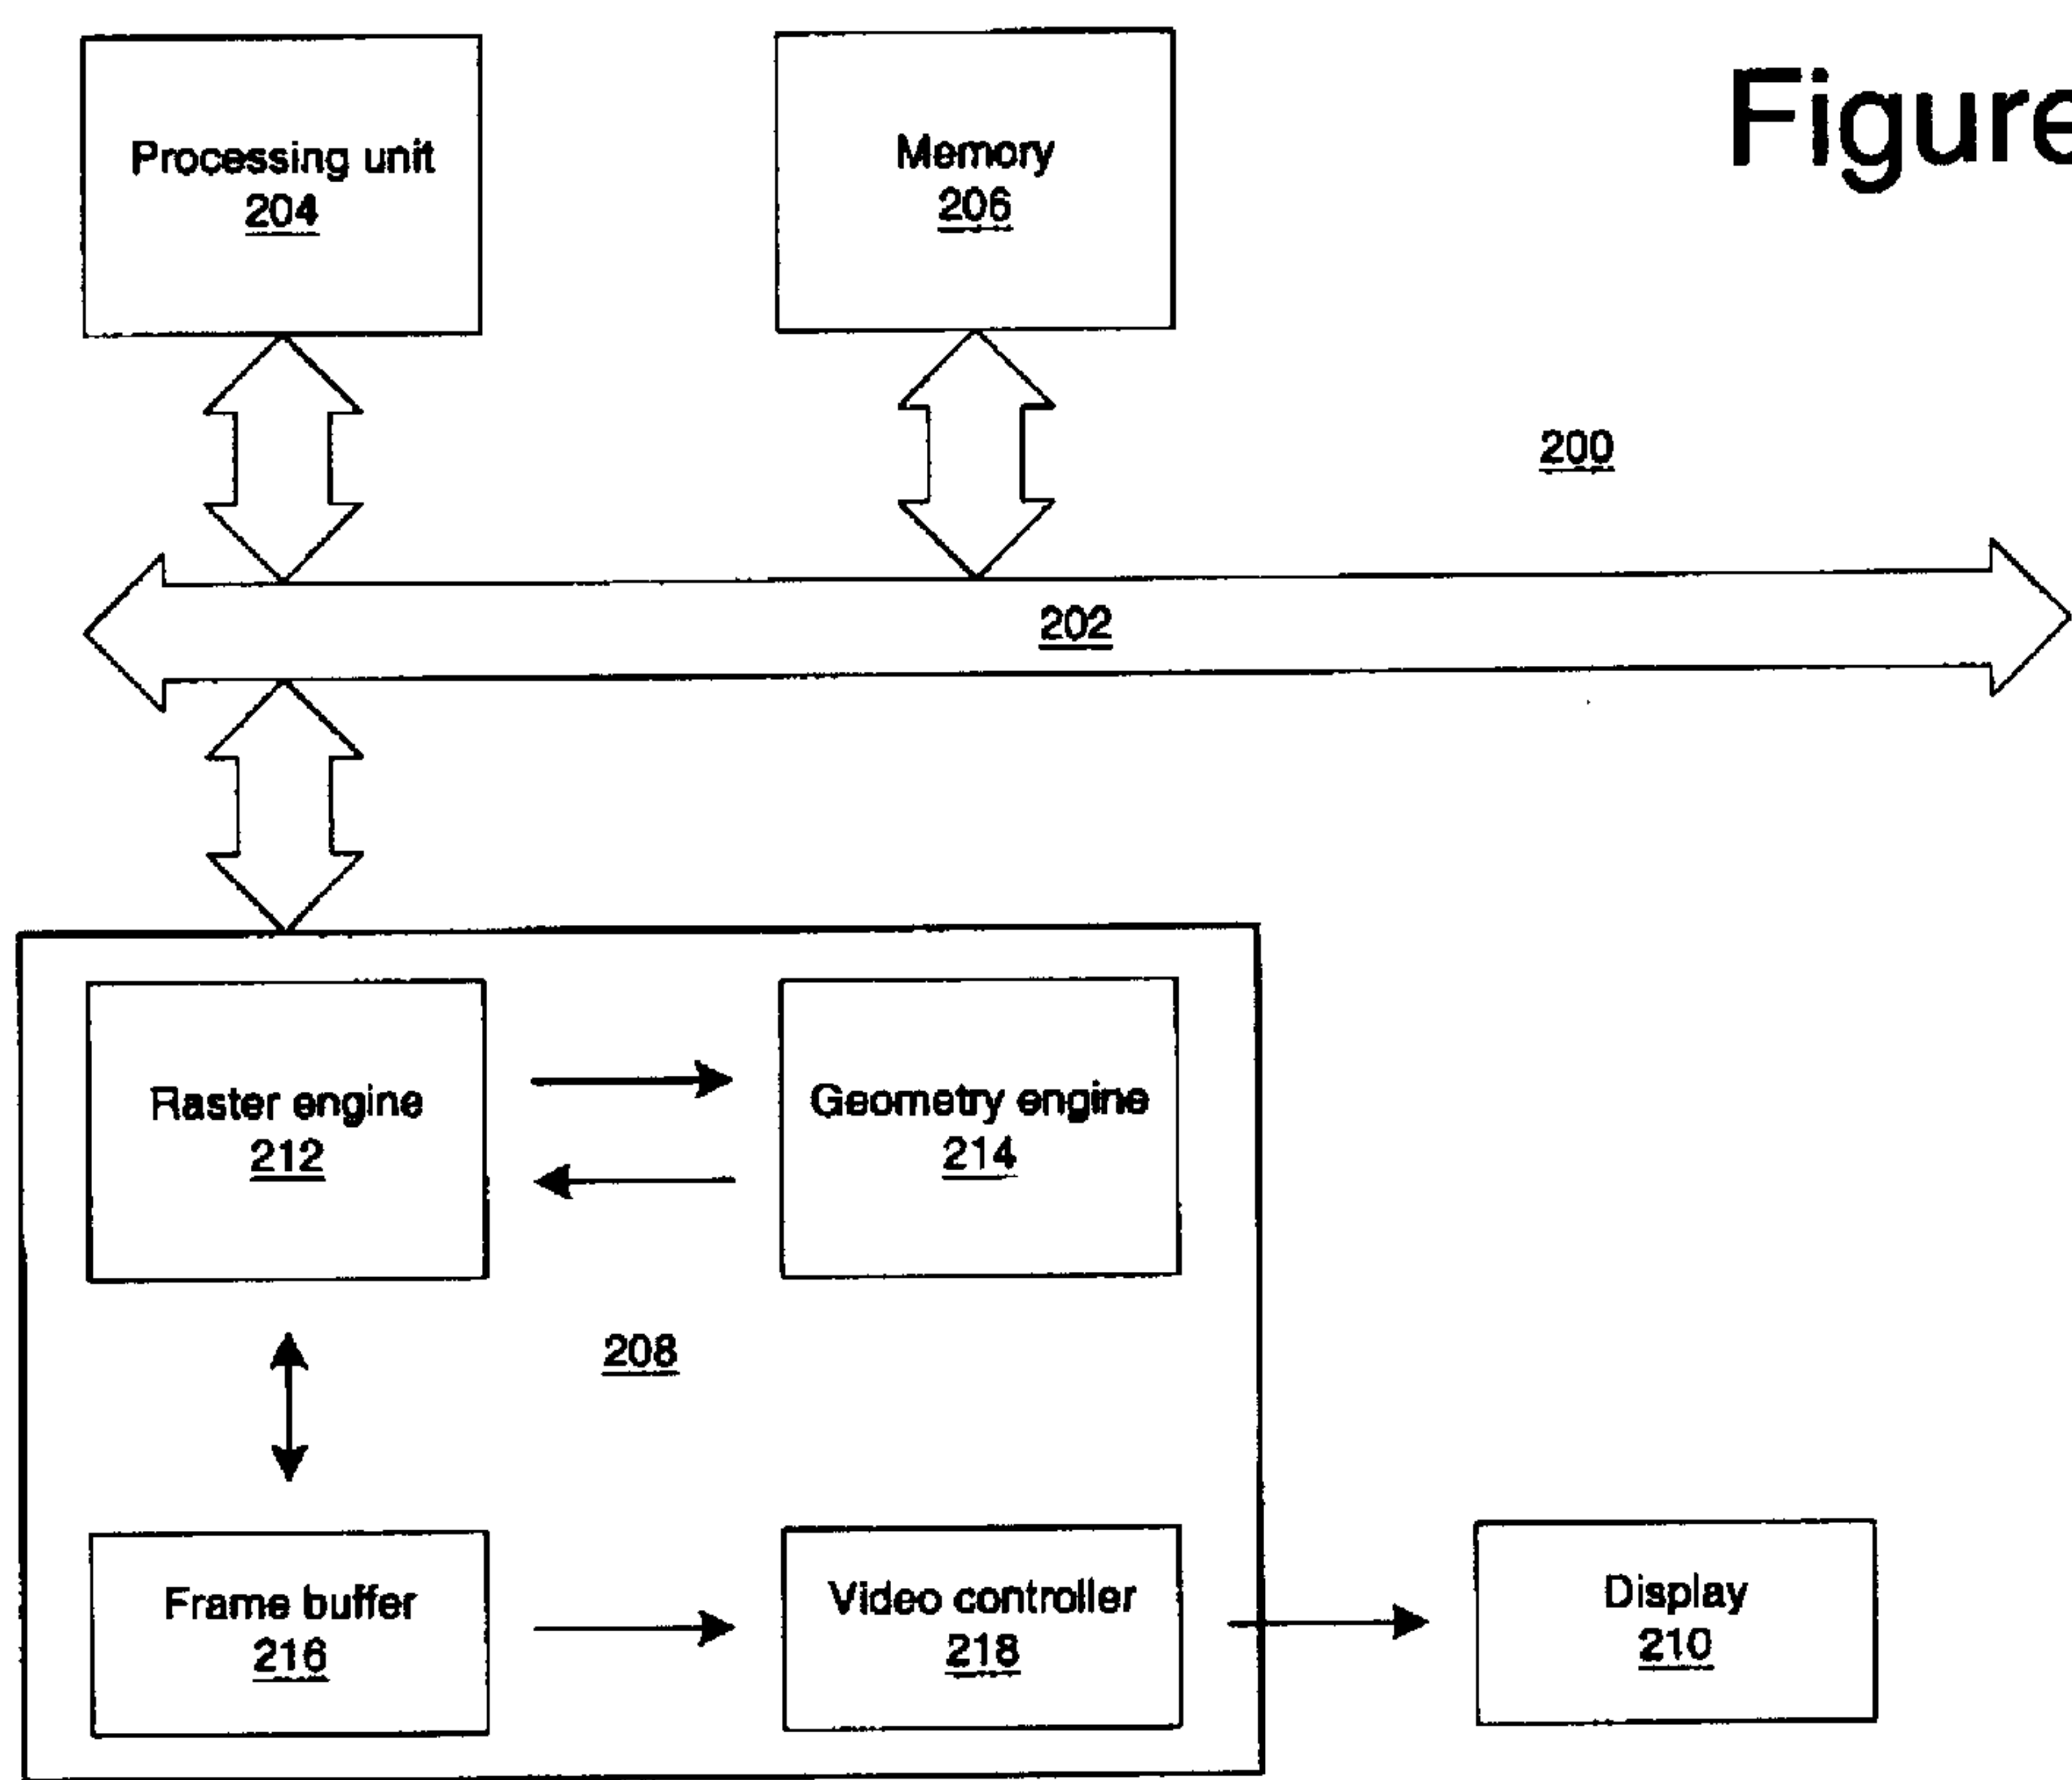 Figure
Processing unit
204
Memory
206
200
202
Raster engine
212
Geometry engine
214
208
Frame buffer
216
Video controller
218
Display
210